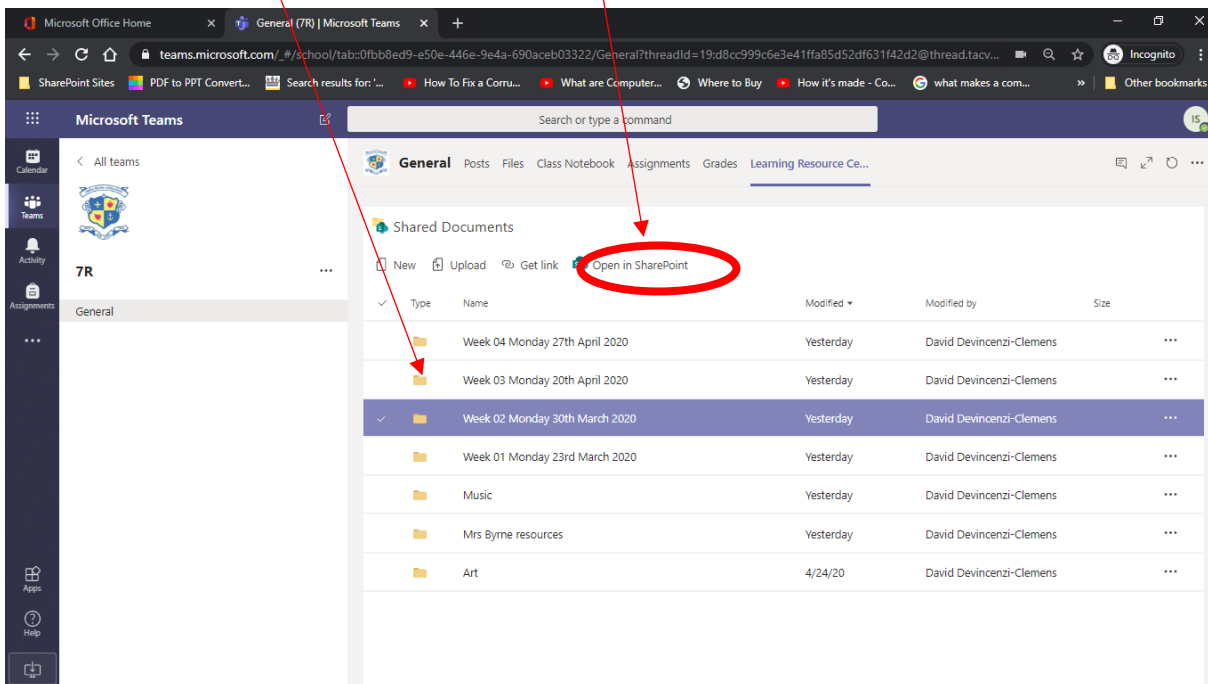 Microsoft Office Home
General (7R) | Microsoft Teams
teams.microsoft.com/_#/school/tab::0fbb8ed9-e50e-446e-9e4a-690aceb03322/General?threadId=19:d8cc999c6e3e41ffa85d52df631f42d2@thread.tacv...
Incognito
SharePoint Sites PDF to PPT Convert... Search results for: '... How To Fix a Corru... What are Computer... Where to Buy How it's made - Co... what makes a com... » Other bookmarks
Microsoft Teams
Search or type a command
IS
Calendar
Teams
Activity
Assignments
Apps
Help
All teams
7R
General
General Posts Files Class Notebook Assignments Grades Learning Resource Ce...
Shared Documents
New Upload Get link Open in SharePoint
Type Name Modified Modified by Size
Week 04 Monday 27th April 2020 Yesterday David Devincenzi-Clemens
Week 03 Monday 20th April 2020 Yesterday David Devincenzi-Clemens
Week 02 Monday 30th March 2020 Yesterday David Devincenzi-Clemens
Week 01 Monday 23rd March 2020 Yesterday David Devincenzi-Clemens
Music Yesterday David Devincenzi-Clemens
Mrs Byrne resources Yesterday David Devincenzi-Clemens
Art 4/24/20 David Devincenzi-Clemens